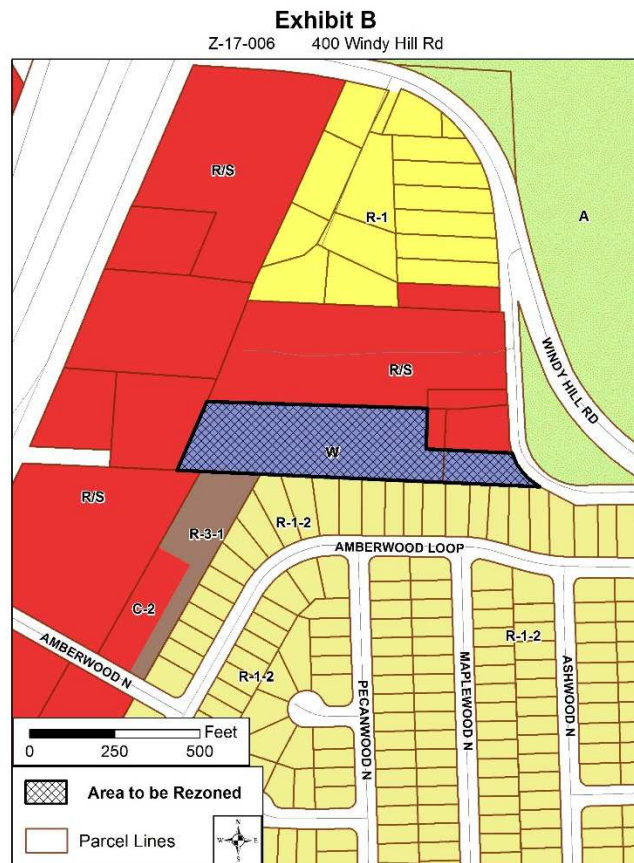 Exhibit B
Z-17-006 400 Windy Hill Rd
R/S
A
R-1
WINDY HILL RD
R/S
W
R/S
R-1-2
R-3-1
AMBERWOOD LOOP
C-2
R-1-2
AMBERWOOD N
R-1-2
PECANWOOD N
MAPLEWOOD N
ASHWOOD N
Feet
0 250 500
Area to be Rezoned
Parcel Lines
N
W E
S